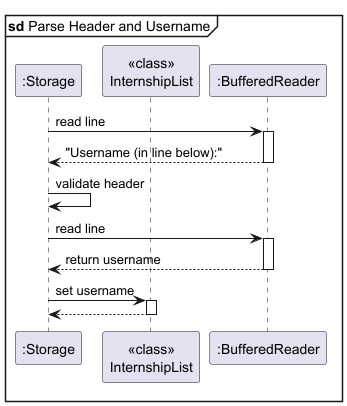 sd Parse Header and Username
«class»
:Storage InternshipList :BufferedReader
read line
"Username (in line below):"
validate header
read line
return username
set username
:Storage «class» InternshipList :BufferedReader